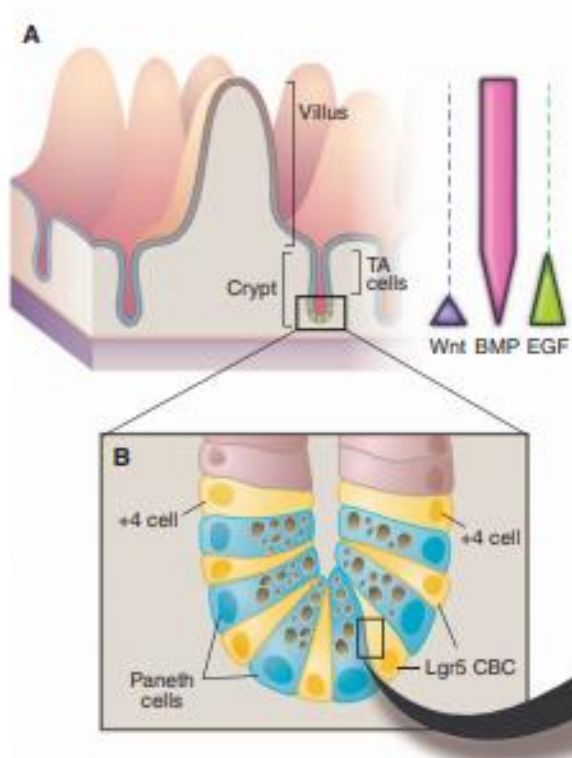 A
Villus
Crypt
TA
cells
Wnt
BMP
EGF
B
+4 cell
+4 cell
Paneth
cells
Lgr5 CBC